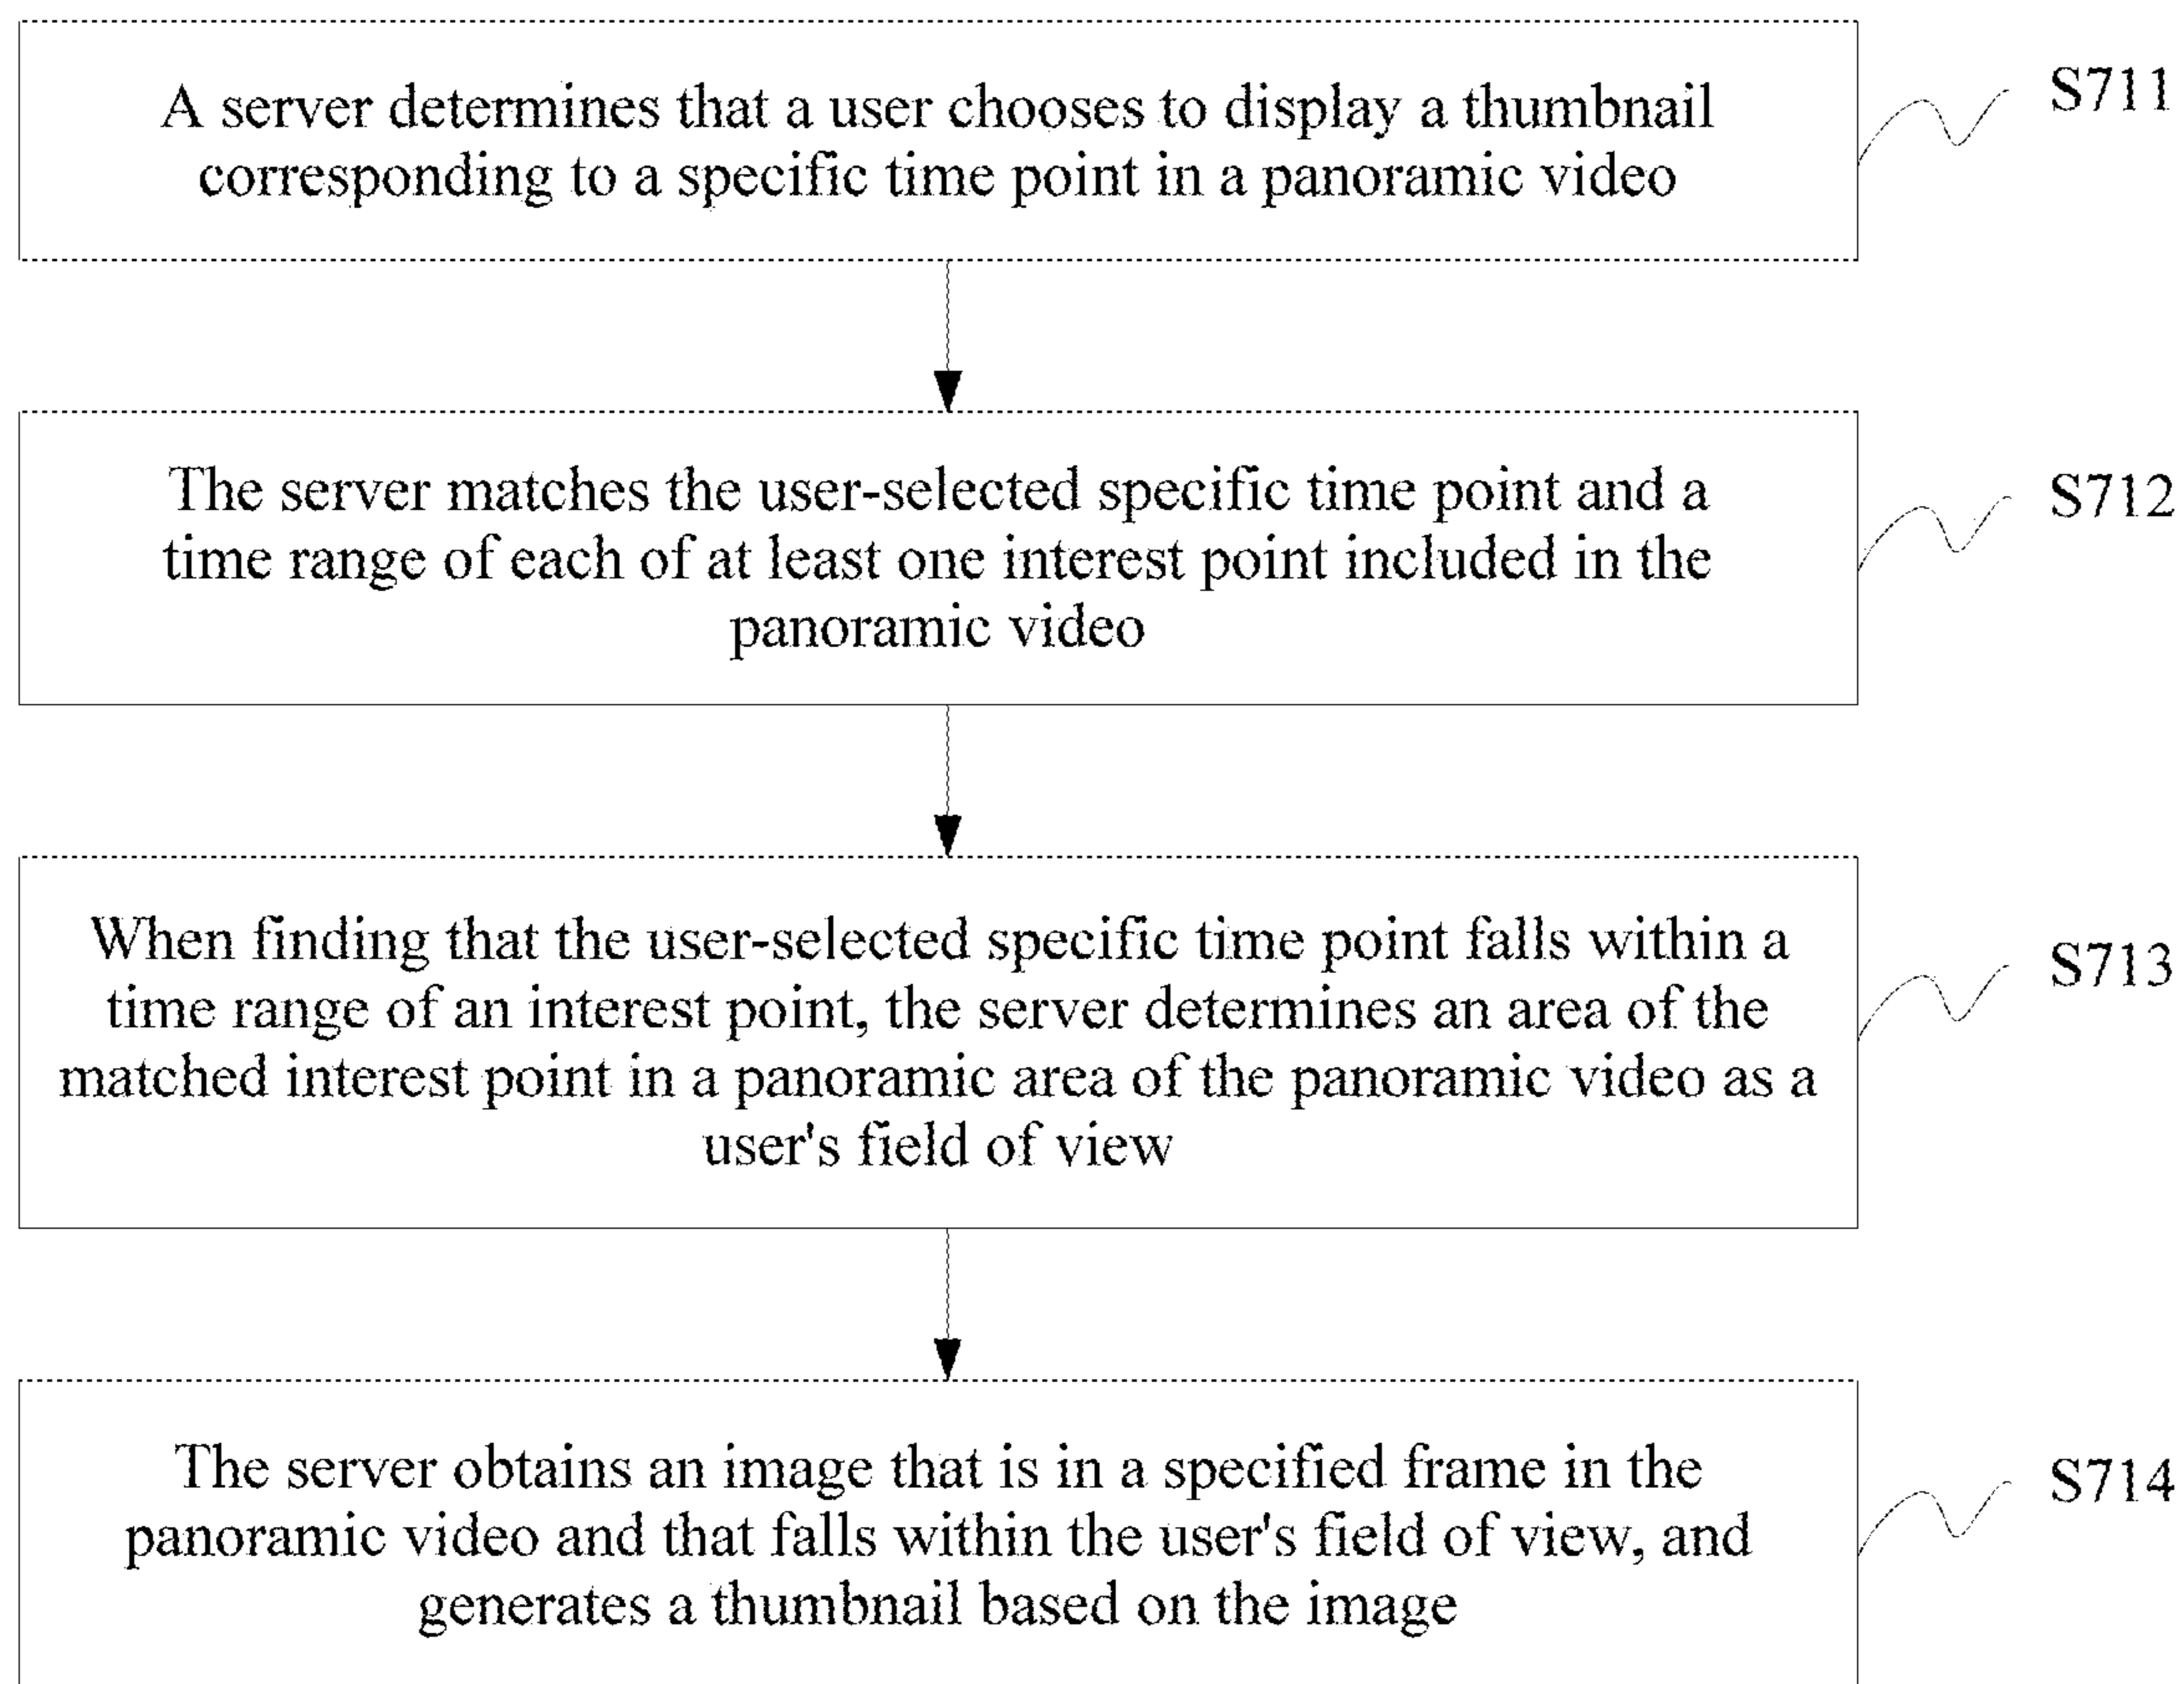 A server determines that a user chooses to display a thumbnail
corresponding to a specific time point in a panoramic video
S711
The server matches the user-selected specific time point and a
time range of each of at least one interest point included in the
panoramic video
S712
When finding that the user-selected specific time point falls within a
time range of an interest point, the server determines an area of the
matched interest point in a panoramic area of the panoramic video as a
user's field of view
S713
The server obtains an image that is in a specified frame in the
panoramic video and that falls within the user's field of view, and
generates a thumbnail based on the image
S714